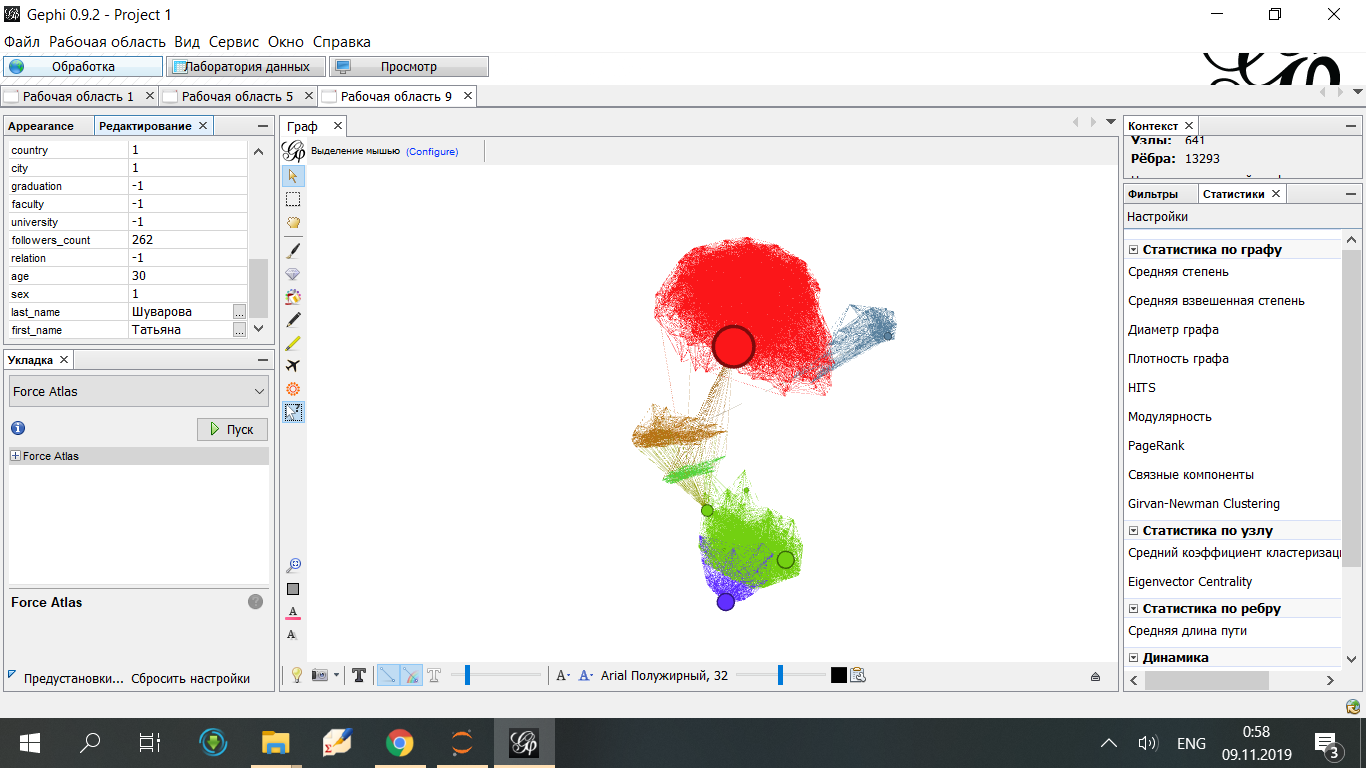 Gephi 0.9.2 - Project 1
Файл Рабочая область Вид Сервис Окно Справка
Обработка Лаборатория данных Просмотр
Рабочая область 1 Рабочая область 5 Рабочая область 9
Appearance Редактирование
country 1
city 1
graduation -1
faculty -1
university -1
followers_count 262
relation -1
age 30
sex 1
last_name Шуварова ...
first_name Татьяна ...
Укладка
Force Atlas
Пуск
Force Atlas
Force Atlas
Предустановки... Сбросить настройки
Граф
Выделение мышью (Configure)
Arial Полужирный, 32
Контекст
Узлы: 641
Рёбра: 13293
Фильтры Статистики
Настройки
Статистика по графу
Средняя степень
Средняя взвешенная степень
Диаметр графа
Плотность графа
HITS
Модулярность
PageRank
Связные компоненты
Girvan-Newman Clustering
Статистика по узлу
Средний коэффициент кластеризаци
Eigenvector Centrality
Статистика по ребру
Средняя длина пути
Динамика
ENG
0:58
09.11.2019
3